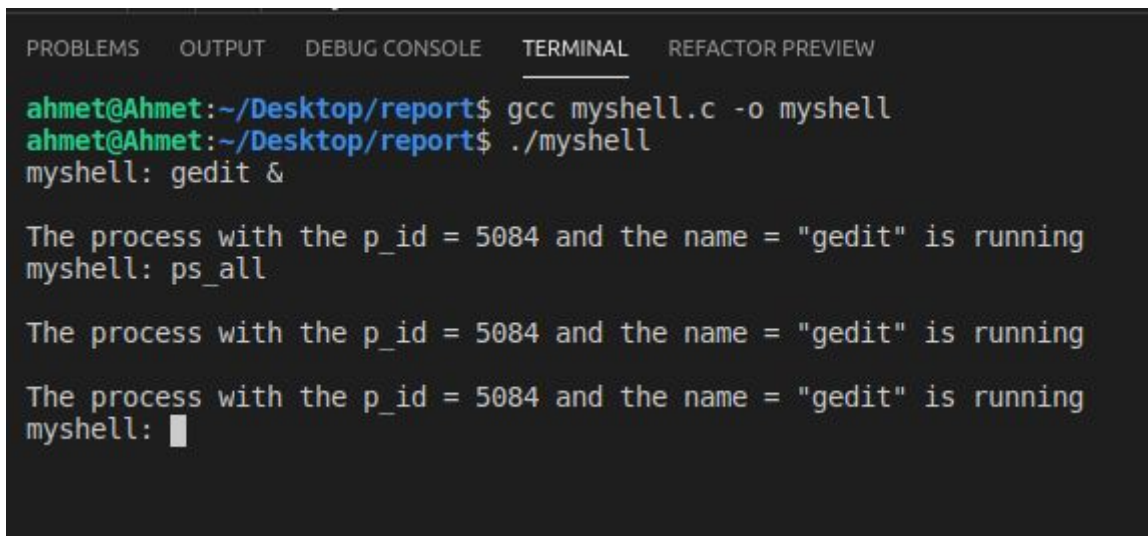 PROBLEMS OUTPUT DEBUG CONSOLE TERMINAL REFACTOR PREVIEW
ahmet@Ahmet:~/Desktop/report$ gcc myshell.c -o myshell
ahmet@Ahmet:~/Desktop/report$ ./myshell
myshell: gedit &
The process with the p_id = 5084 and the name = "gedit" is running
myshell: ps_all
The process with the p_id = 5084 and the name = "gedit" is running
The process with the p_id = 5084 and the name = "gedit" is running
myshell: